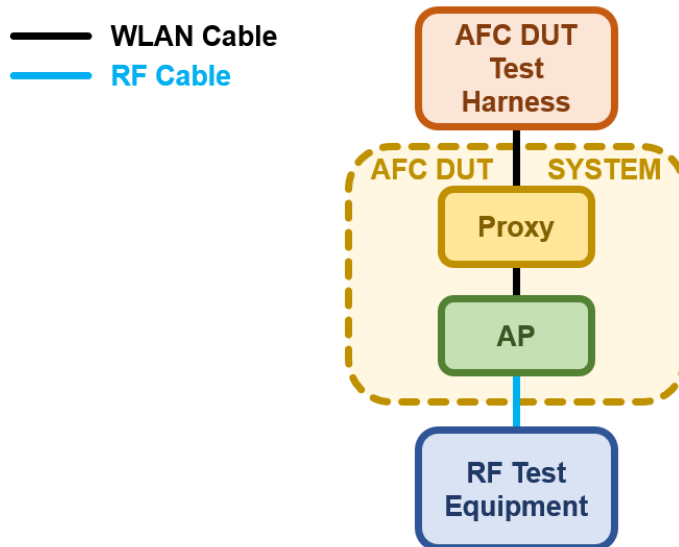 WLAN Cable
RF Cable
AFC DUT
Test
Harness
AFC DUT SYSTEM
Proxy
AP
RF Test
Equipment